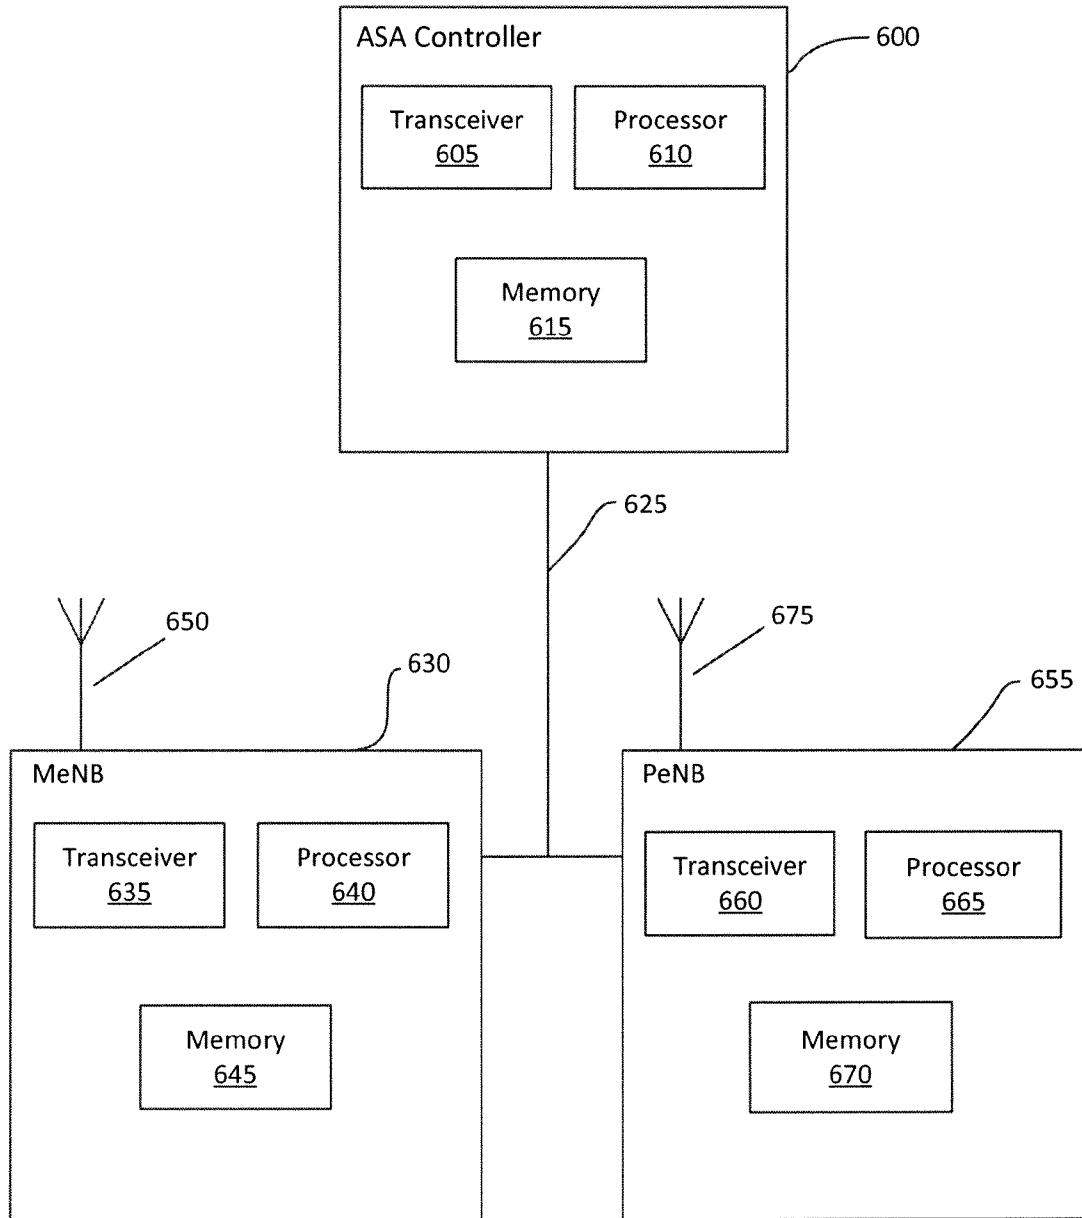 ASA Controller
600
Transceiver
605
Processor
610
Memory
615
625
650
630
675
655
MeNB
Transceiver
635
Processor
640
Memory
645
PeNB
Transceiver
660
Processor
665
Memory
670